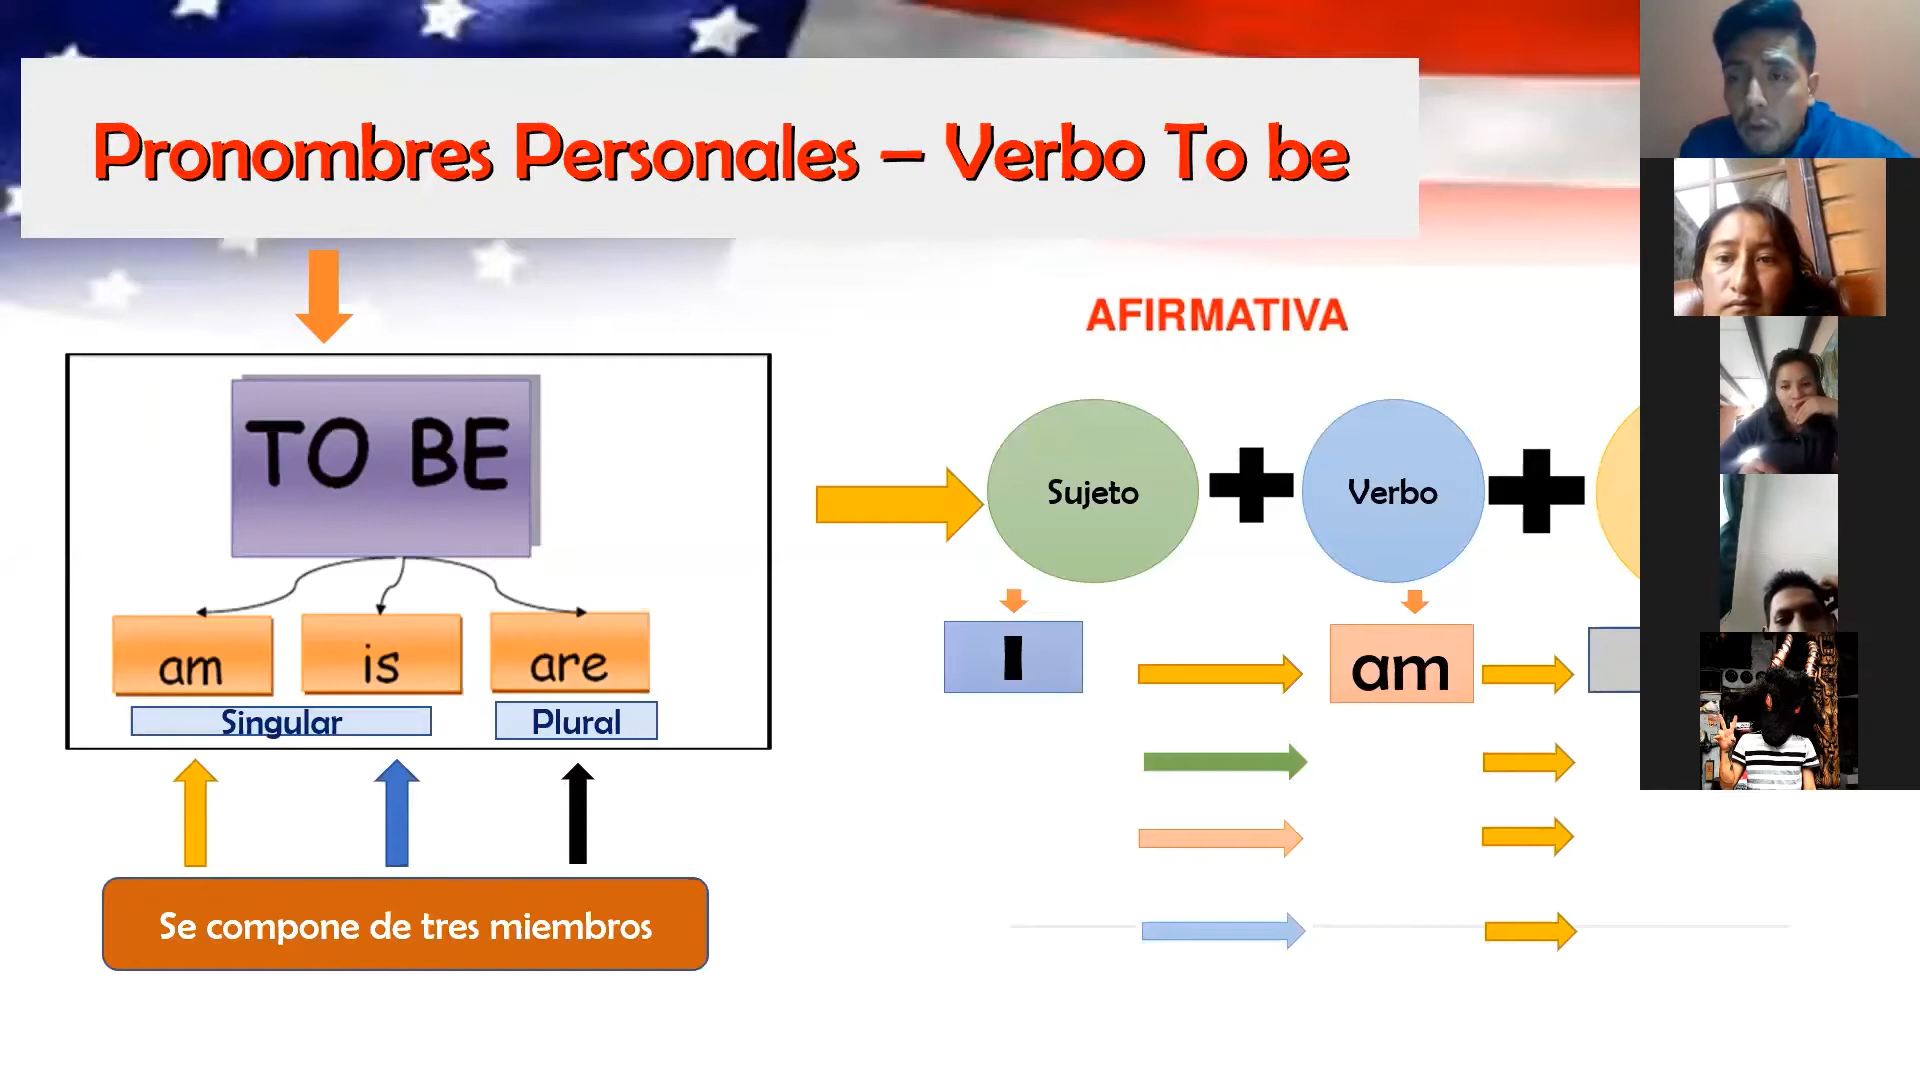 Pronombres Personales – Verbo To be
AFIRMATIVA
TO BE
am
is
are
Singular
Plural
Se compone de tres miembros
Sujeto
Verbo
I
am